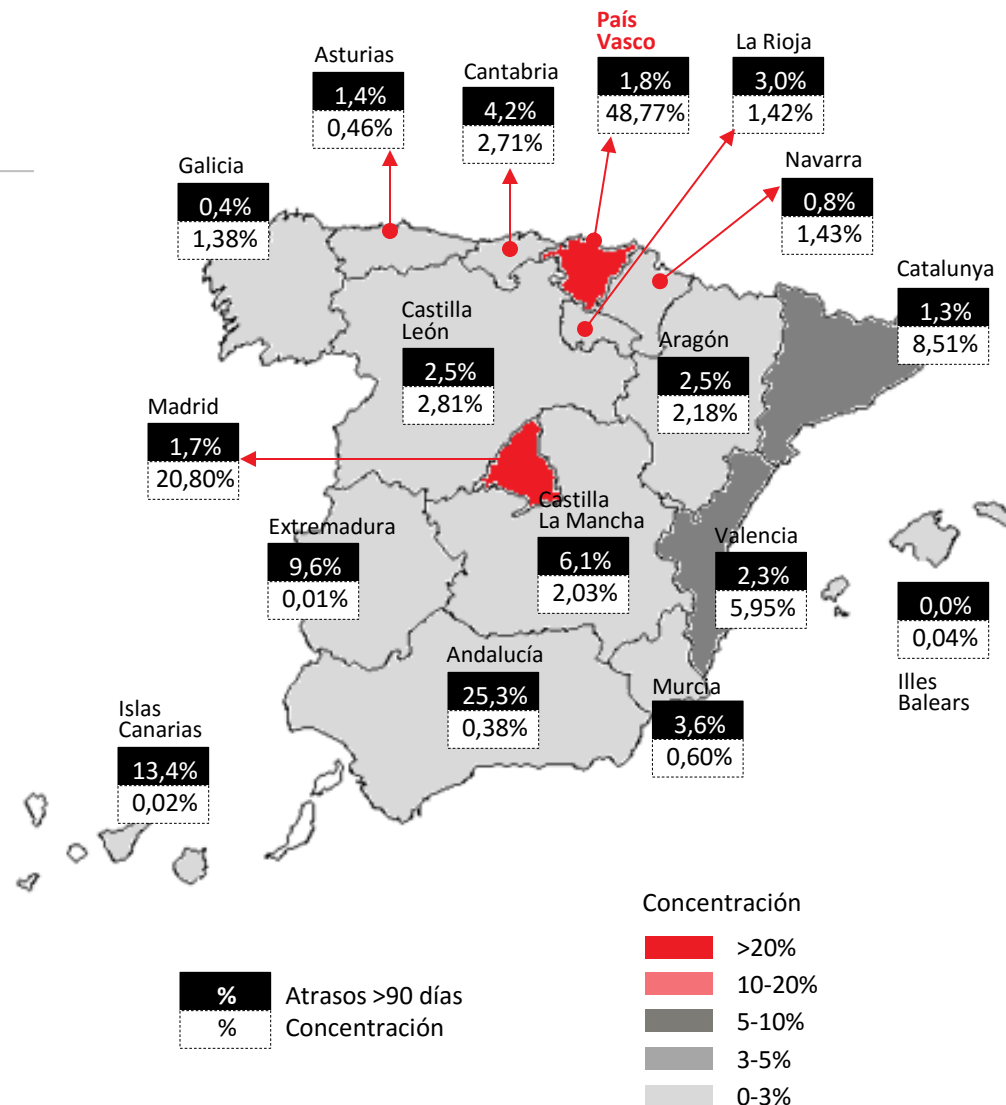 País
Vasco
1,8%
48,77%
La Rioja
3,0%
1,42%
Asturias
1,4%
0,46%
Cantabria
4,2%
2,71%
Navarra
0,8%
1,43%
Galicia
0,4%
1,38%
Catalunya
1,3%
8,51%
Castilla
León
2,5%
2,81%
Aragón
2,5%
2,18%
Madrid
1,7%
20,80%
Castilla
La Mancha
6,1%
2,03%
Extremadura
9,6%
0,01%
Valencia
2,3%
5,95%
0,0%
0,04%
Illes
Balears
Andalucía
25,3%
0,38%
Murcia
3,6%
0,60%
Islas
Canarias
13,4%
0,02%
Concentración
>20%
10-20%
5-10%
3-5%
0-3%
% Atrasos >90 días
% Concentración